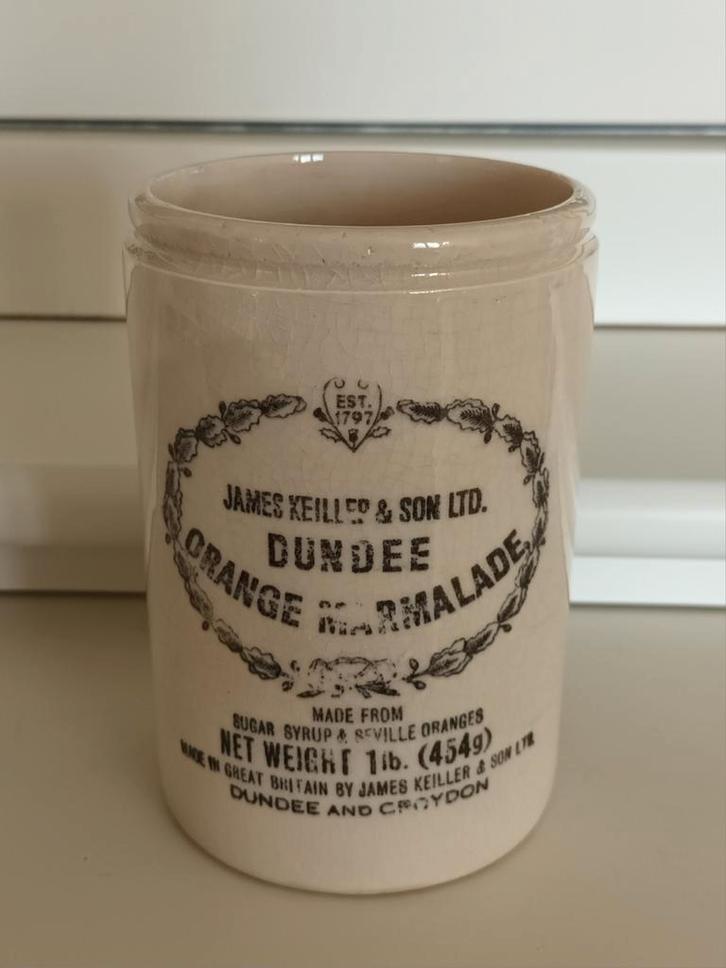 EST.
1797
JAMES KEILLER & SON LTD.
DUNDEE
ORANGE MARMALADE
MADE FROM
SUGAR SYRUP & SEVILLE ORANGES
NET WEIGHT 1lb. (454g)
MADE IN GREAT BRITAIN BY JAMES KEILLER & SON LTD.
DUNDEE AND CROYDON